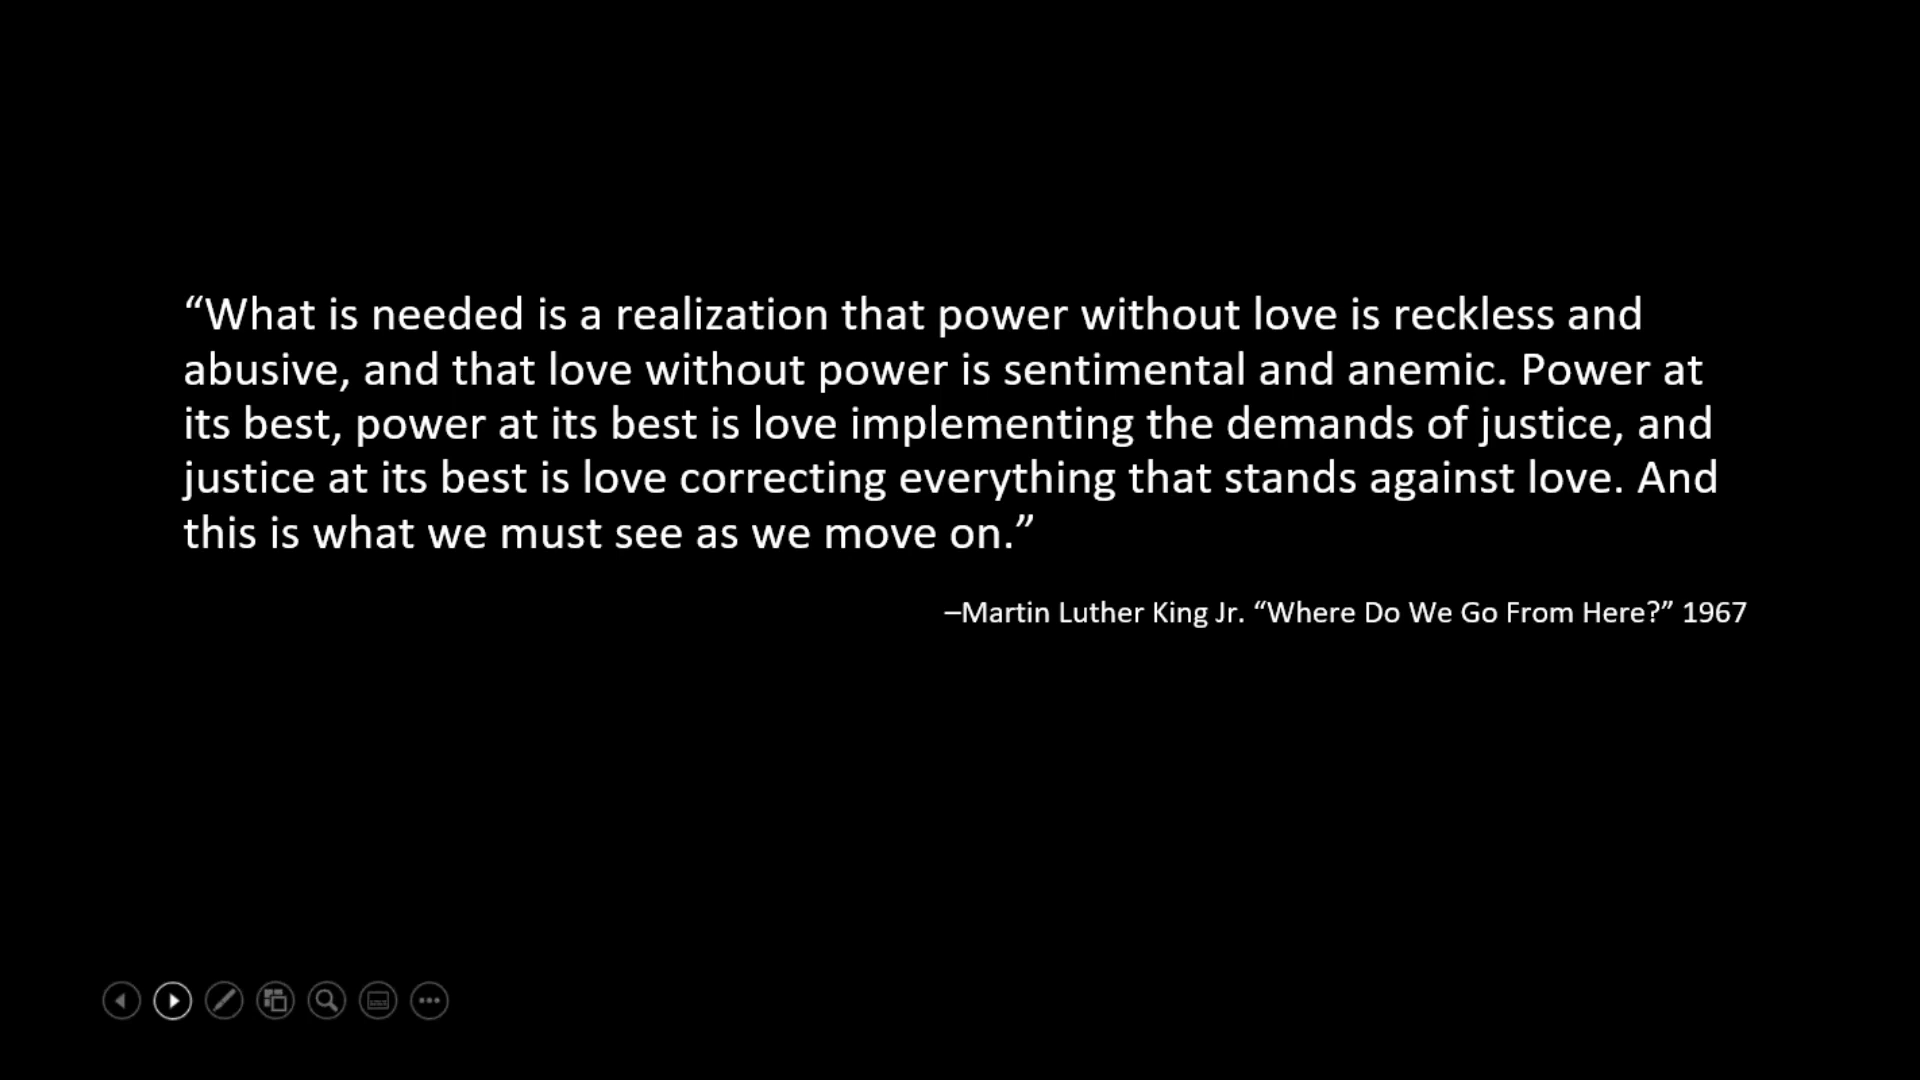 “What is needed is a realization that power without love is reckless and
abusive, and that love without power is sentimental and anemic. Power at
its best, power at its best is love implementing the demands of justice, and
justice at its best is love correcting everything that stands against love. And
this is what we must see as we move on.”
–Martin Luther King Jr. “Where Do We Go From Here?” 1967